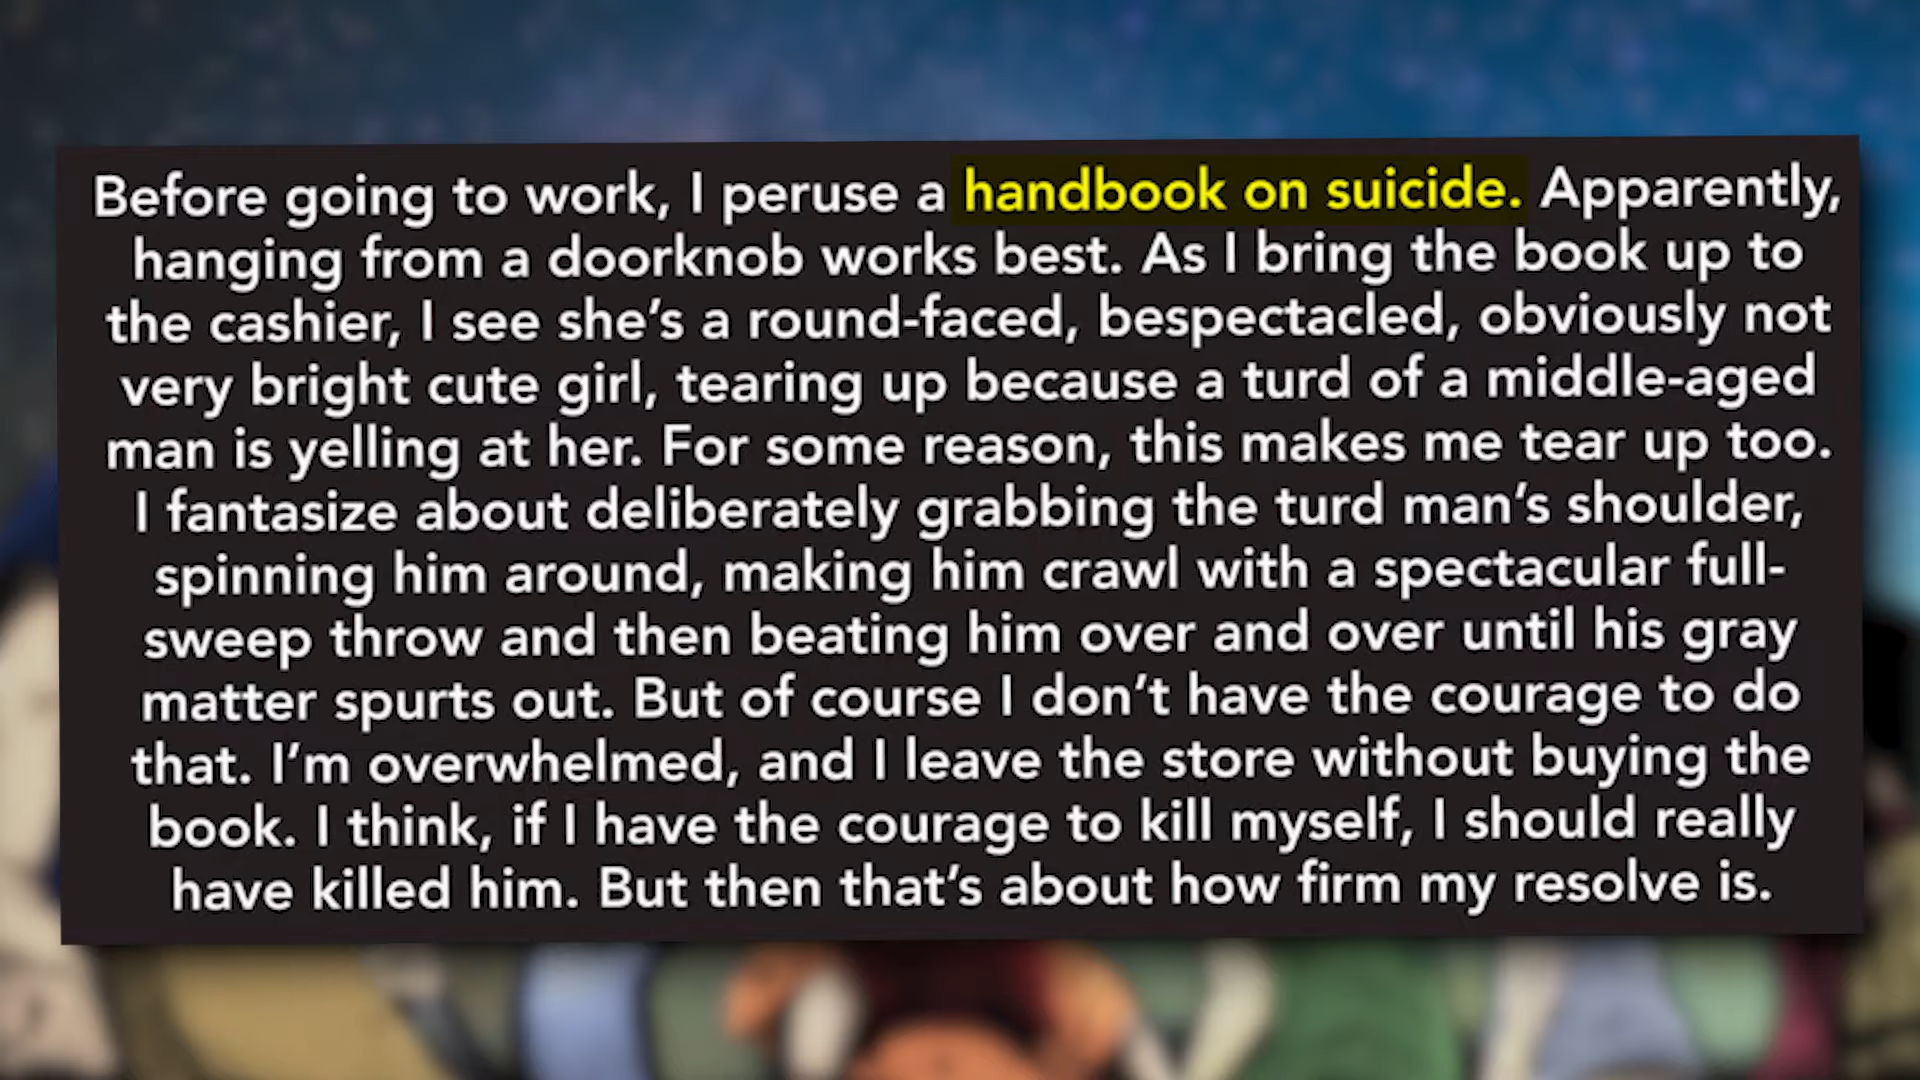 Before going to work, I peruse a handbook on suicide. Apparently,
hanging from a doorknob works best. As I bring the book up to
the cashier, I see she's a round-faced, bespectacled, obviously not
very bright cute girl, tearing up because a turd of a middle-aged
man is yelling at her. For some reason, this makes me tear up too.
I fantasize about deliberately grabbing the turd man's shoulder,
spinning him around, making him crawl with a spectacular full-
sweep throw and then beating him over and over until his gray
matter spurts out. But of course I don't have the courage to do
that. I'm overwhelmed, and I leave the store without buying the
book. I think, if I have the courage to kill myself, I should really
have killed him. But then that's about how firm my resolve is.